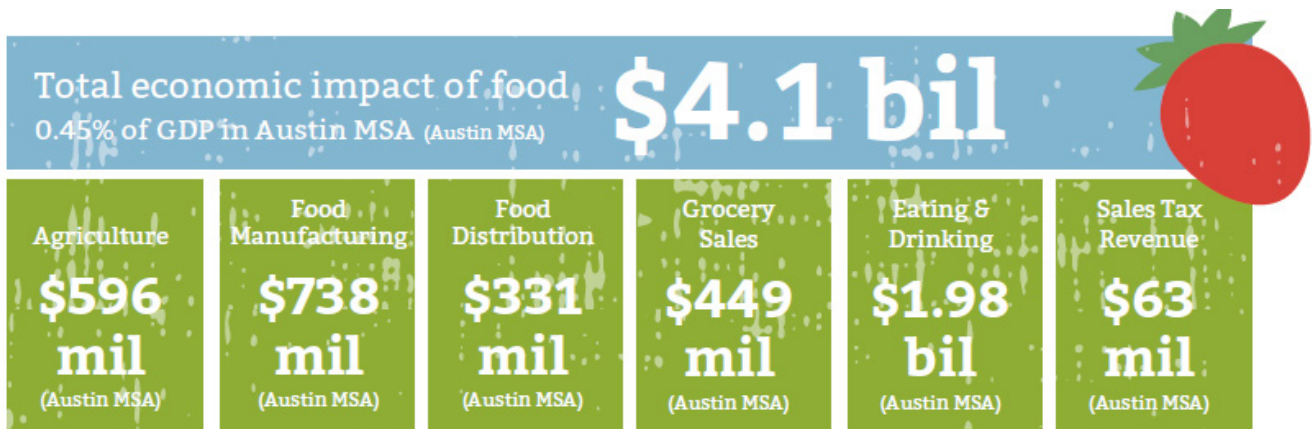 Total economic impact of food
$4.1 bil
0.45% of GDP in Austin MSA (Austin MSA)
Agriculture
$596
mil
(Austin MSA)
Food
Manufacturing
$738
mil
(Austin MSA)
Food
Distribution
$331
mil
(Austin MSA)
Grocery
Sales
$449
mil
(Austin MSA)
Eating &
Drinking
$1.98
bil
(Austin MSA)
Sales Tax
Revenue
$63
mil
(Austin MSA)